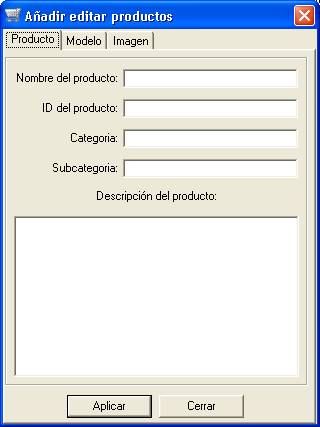 Añadir editar productos
Producto Modelo Imagen
Nombre del producto:
ID del producto:
Categoria:
Subcategoria:
Descripción del producto:
Aplicar Cerrar